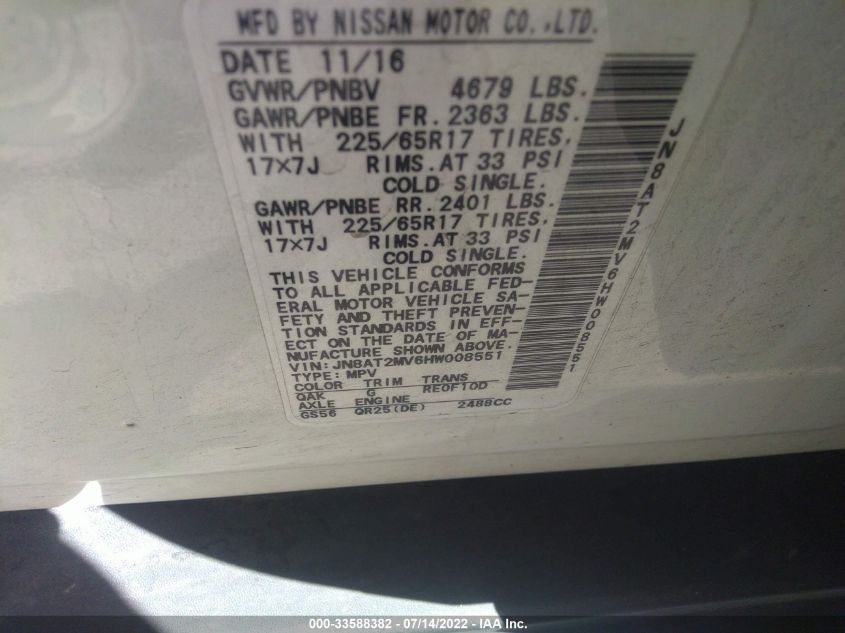 MFD BY NISSAN MOTOR CO.,LTD.
DATE 11/16
GVWR/PNBV 4679 LBS.
GAWR/PNBE FR. 2363 LBS.
WITH 225/65R17 TIRES,
17×7J RIMS.AT 33 PSI
COLD SINGLE.
GAWR/PNBE RR. 2401 LBS.
WITH 225/65R17 TIRES,
17×7J RIMS.AT 33 PSI
COLD SINGLE.
THIS VEHICLE CONFORMS
TO ALL APPLICABLE FED-
ERAL MOTOR VEHICLE SA-
FETY AND THEFT PREVEN-
TION STANDARDS IN EFF-
ECT ON THE DATE OF MA-
NUFACTURE SHOWN ABOVE.
VIN:JN8AT2MV6HW008551
TYPE:MPV
COLOR TRIM TRANS
QAK G RE0F10D
AXLE ENGINE
GS56 QR25(DE) 2488CC
JN8AT2MV6HW008551
000-33588382 - 07/14/2022 - IAA Inc.